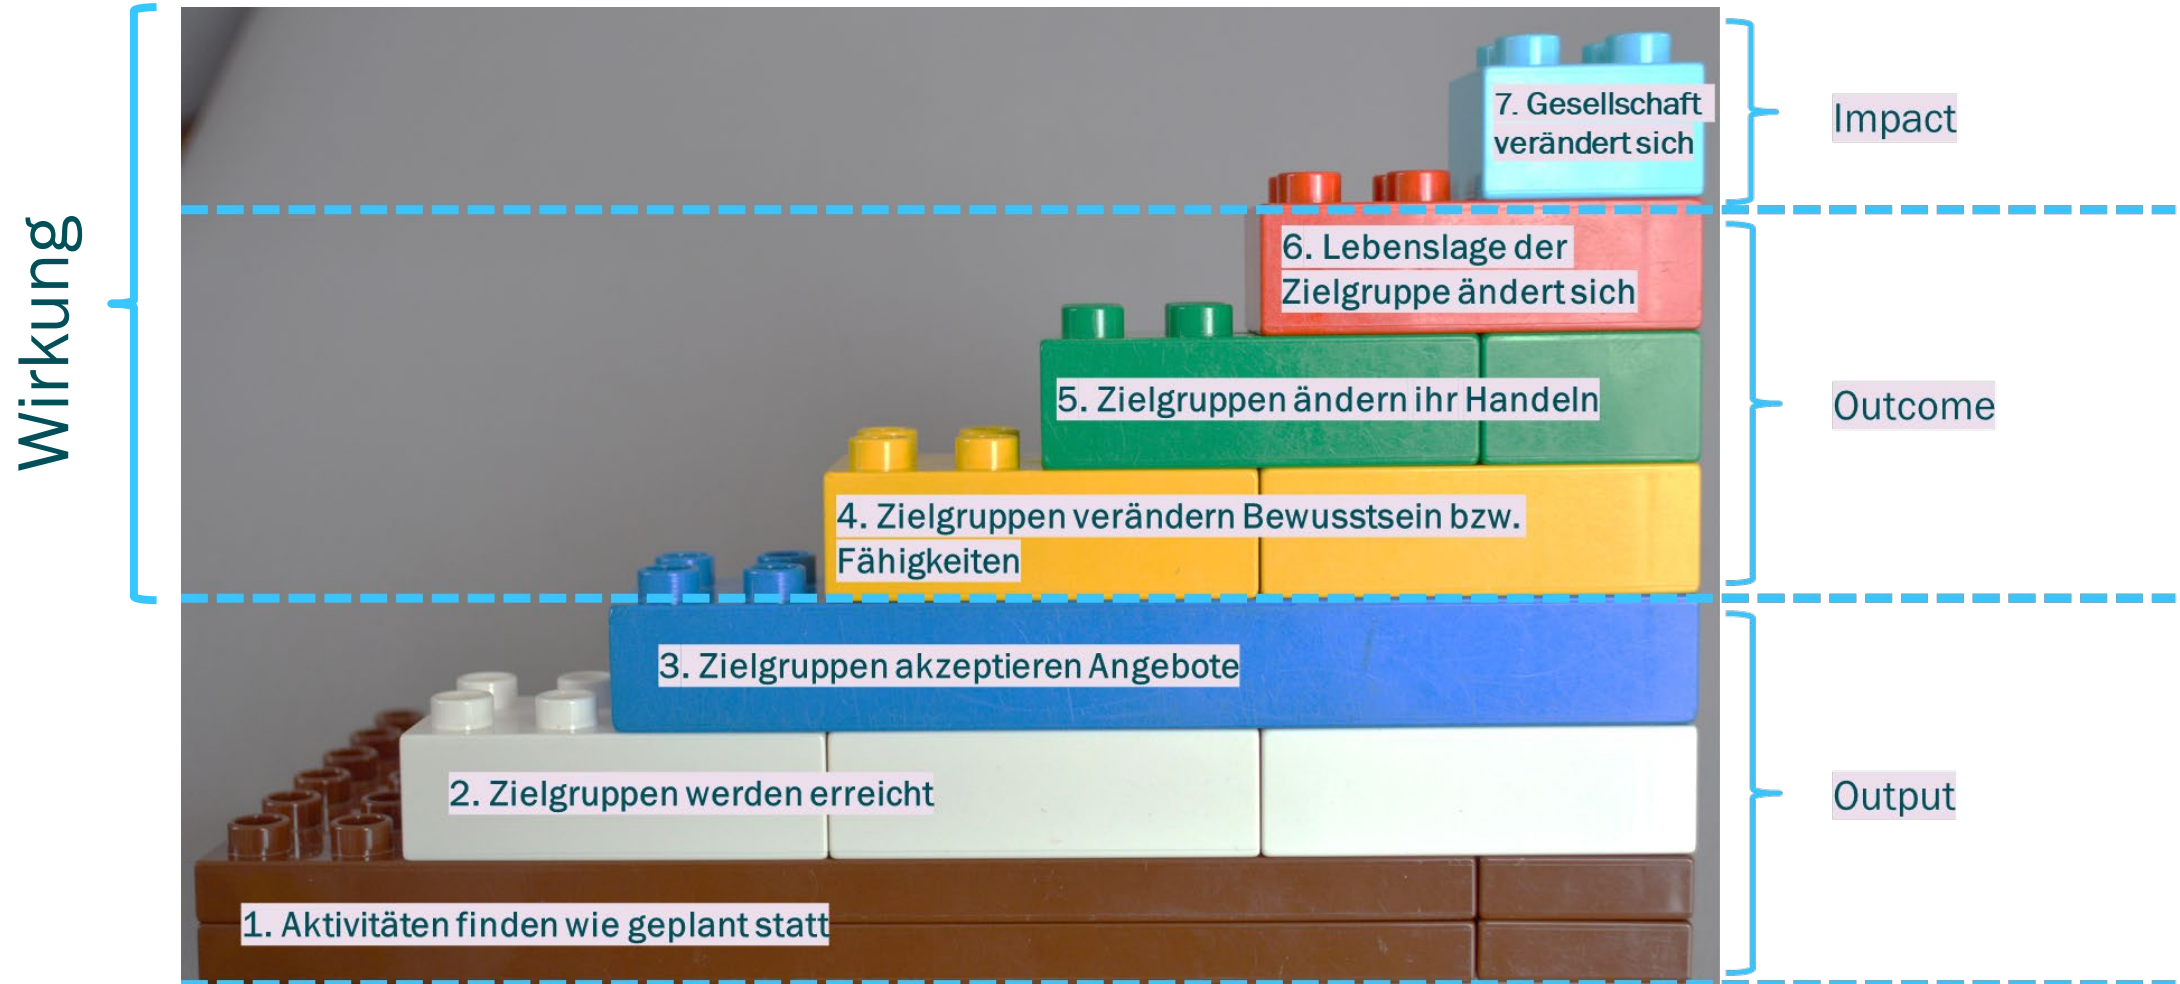 Wirkung
7. Gesellschaft
verändert sich
Impact
6. Lebenslage der
Zielgruppe ändert sich
5. Zielgruppen ändern ihr Handeln
Outcome
4. Zielgruppen verändern Bewusstsein bzw.
Fähigkeiten
3. Zielgruppen akzeptieren Angebote
2. Zielgruppen werden erreicht
Output
1. Aktivitäten finden wie geplant statt